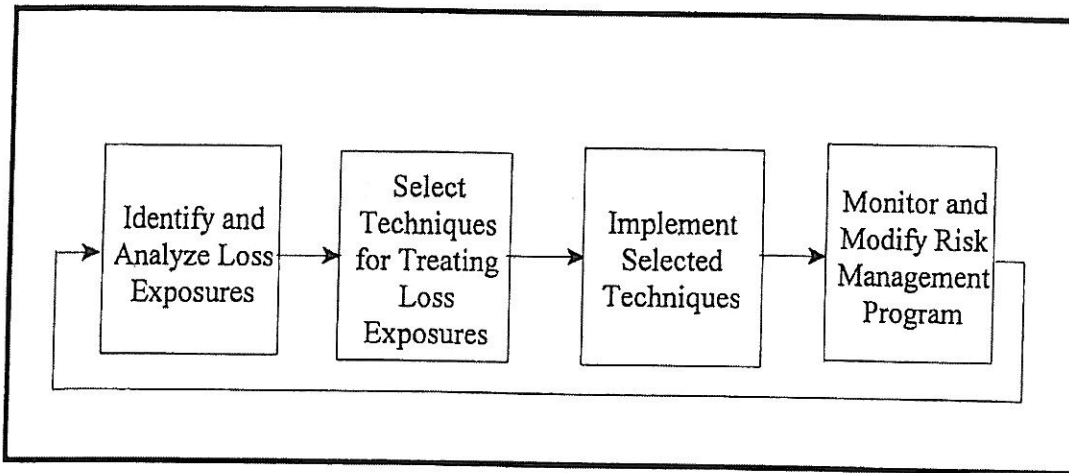 Identify and
Analyze Loss
Exposures
Select
Techniques
for Treating
Loss
Exposures
Implement
Selected
Techniques
Monitor and
Modify Risk
Management
Program